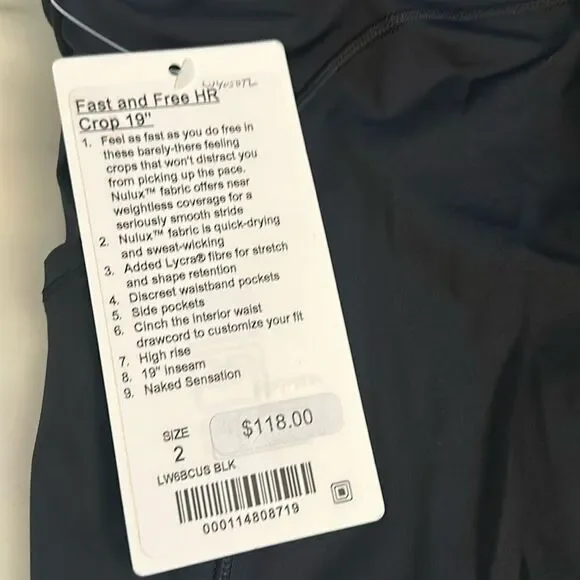 Fast and Free HR
Crop 19"
1. Feel as fast as you do free in
these barely-there feeling
crops that won't distract you
from picking up the pace.
Nulux™ fabric offers near
weightless coverage for a
seriously smooth stride
2. Nulux™ fabric is quick-drying
and sweat-wicking
3. Added Lycra® fibre for stretch
and shape retention
4. Discreet waistband pockets
5. Side pockets
6. Cinch the interior waist
drawcord to customize your fit
7. High rise
8. 19" inseam
9. Naked Sensation
SIZE
2
$118.00
LW6BCUS BLK
000114808719